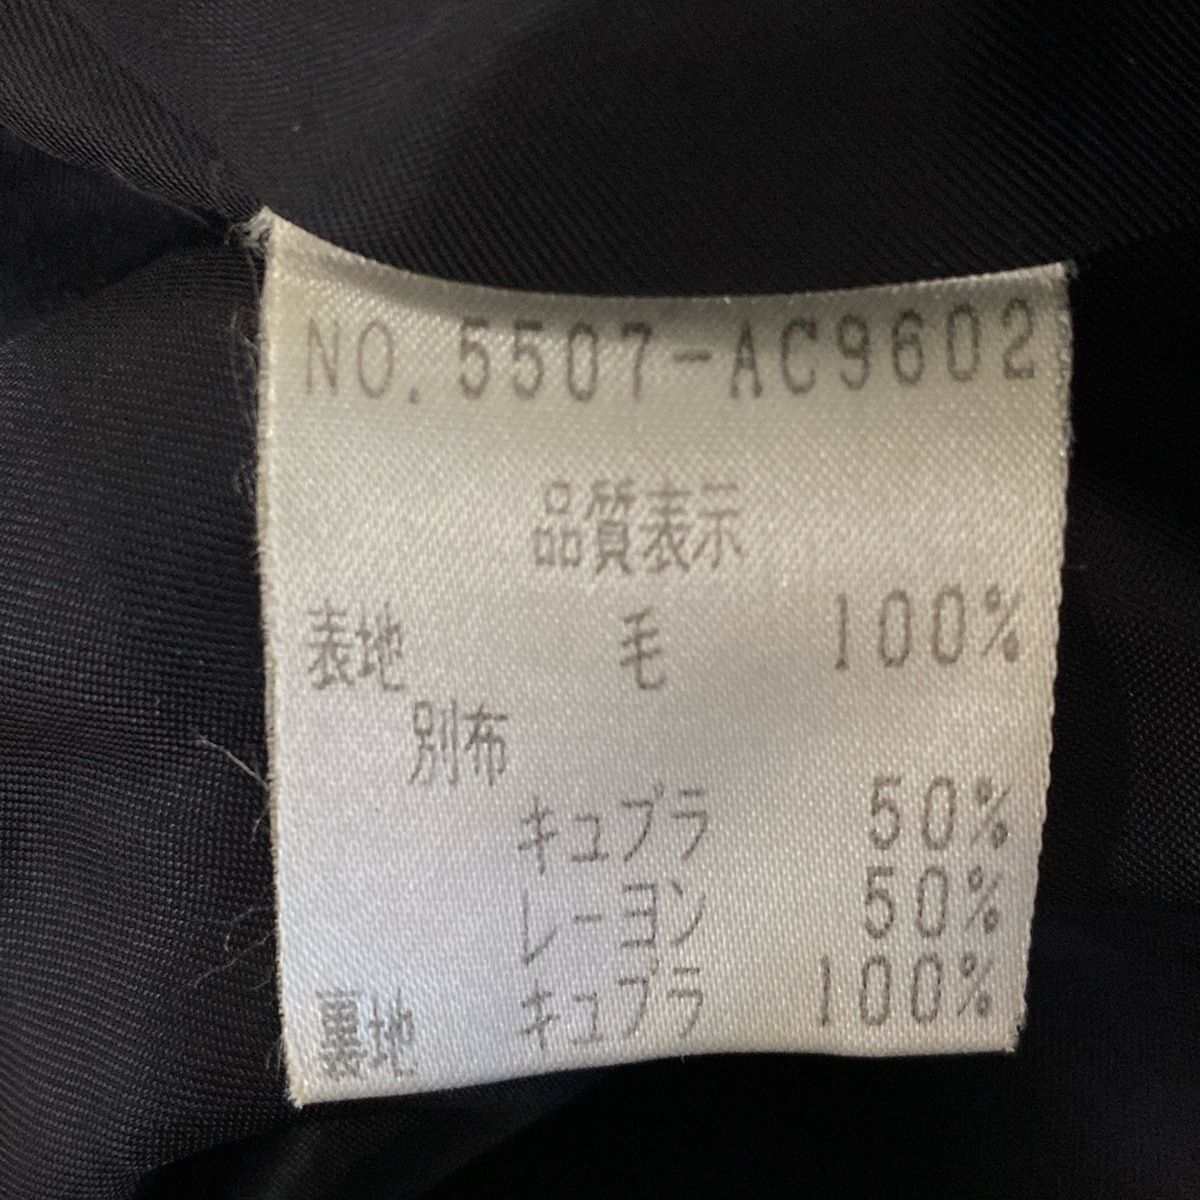 NO. 5507-AC9602
品質表示
表地 毛 100%
別布
キュプラ 50%
レーヨン 50%
裏地 キュプラ 100%